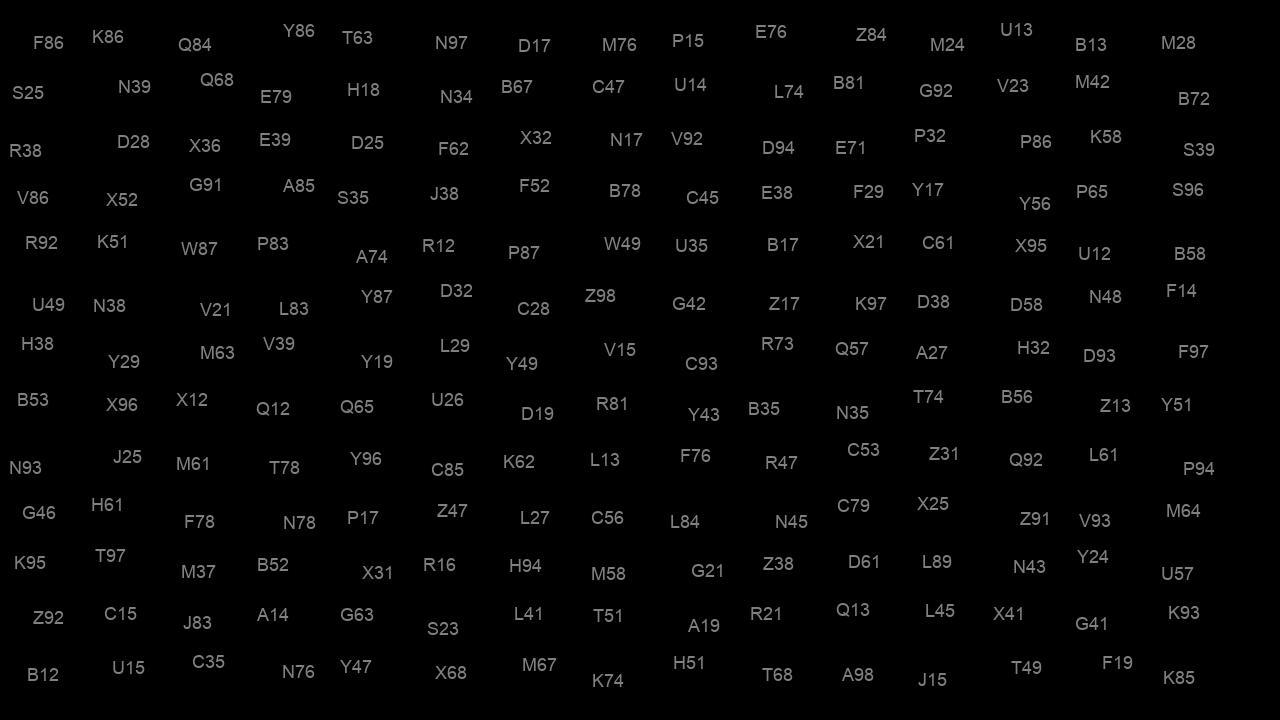 F86 K86 Q84 Y86 T63 N97 D17 M76 P15 E76 Z84 M24 U13 B13 M28
S25 N39 Q68 E79 H18 N34 B67 C47 U14 L74 B81 G92 V23 M42 B72
R38 D28 X36 E39 D25 F62 X32 N17 V92 D94 E71 P32 P86 K58 S39
V86 X52 G91 A85 S35 J38 F52 B78 C45 E38 F29 Y17 Y56 P65 S96
R92 K51 W87 P83 A74 R12 P87 W49 U35 B17 X21 C61 X95 U12 B58
U49 N38 V21 L83 Y87 D32 C28 Z98 G42 Z17 K97 D38 D58 N48 F14
H38 Y29 M63 V39 Y19 L29 Y49 V15 C93 R73 Q57 A27 H32 D93 F97
B53 X96 X12 Q12 Q65 U26 D19 R81 Y43 B35 N35 T74 B56 Z13 Y51
N93 J25 M61 T78 Y96 C85 K62 L13 F76 R47 C53 Z31 Q92 L61 P94
G46 H61 F78 N78 P17 Z47 L27 C56 L84 N45 C79 X25 Z91 V93 M64
K95 T97 M37 B52 X31 R16 H94 M58 G21 Z38 D61 L89 N43 Y24 U57
Z92 C15 J83 A14 G63 S23 L41 T51 A19 R21 Q13 L45 X41 G41 K93
B12 U15 C35 N76 Y47 X68 M67 K74 H51 T68 A98 J15 T49 F19 K85